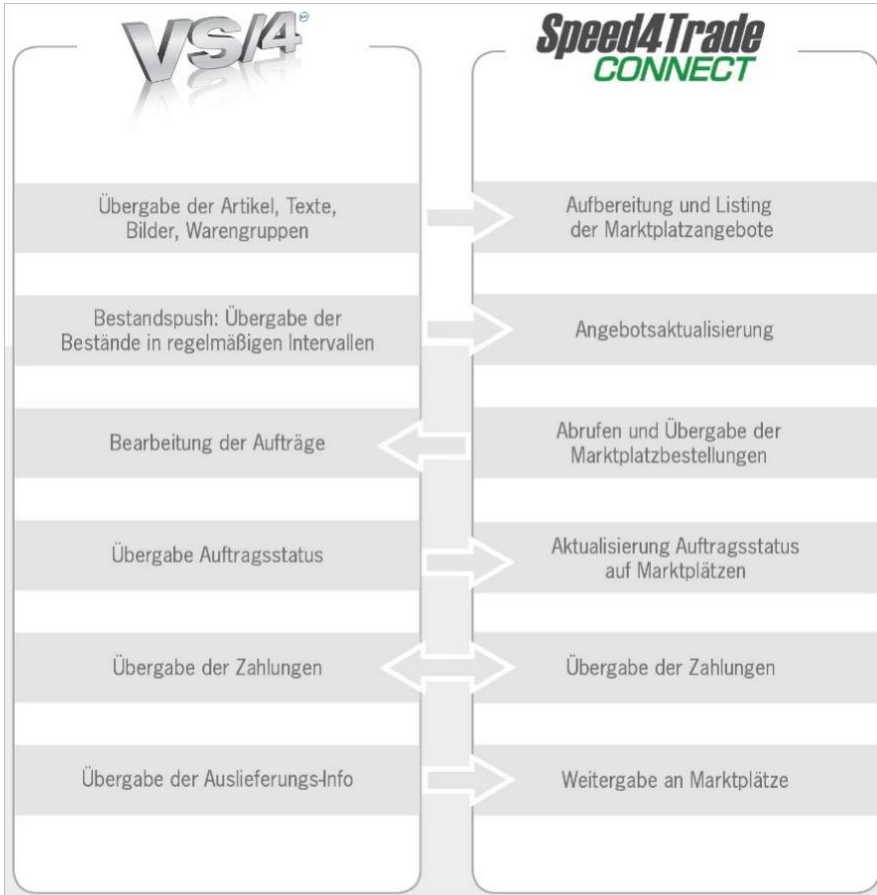 VS/4
Speed4Trade
CONNECT
Übergabe der Artikel, Texte,
Bilder, Warengruppen
Aufbereitung und Listing
der Marktplatzangebote
Bestandspush: Übergabe der
Bestände in regelmäßigen Intervallen
Angebotsaktualisierung
Bearbeitung der Aufträge
Abrufen und Übergabe der
Marktplatzbestellungen
Übergabe Auftragsstatus
Aktualisierung Auftragsstatus
auf Marktplätzen
Übergabe der Zahlungen
Übergabe der Zahlungen
Übergabe der Auslieferungs-Info
Weitergabe an Marktplätze